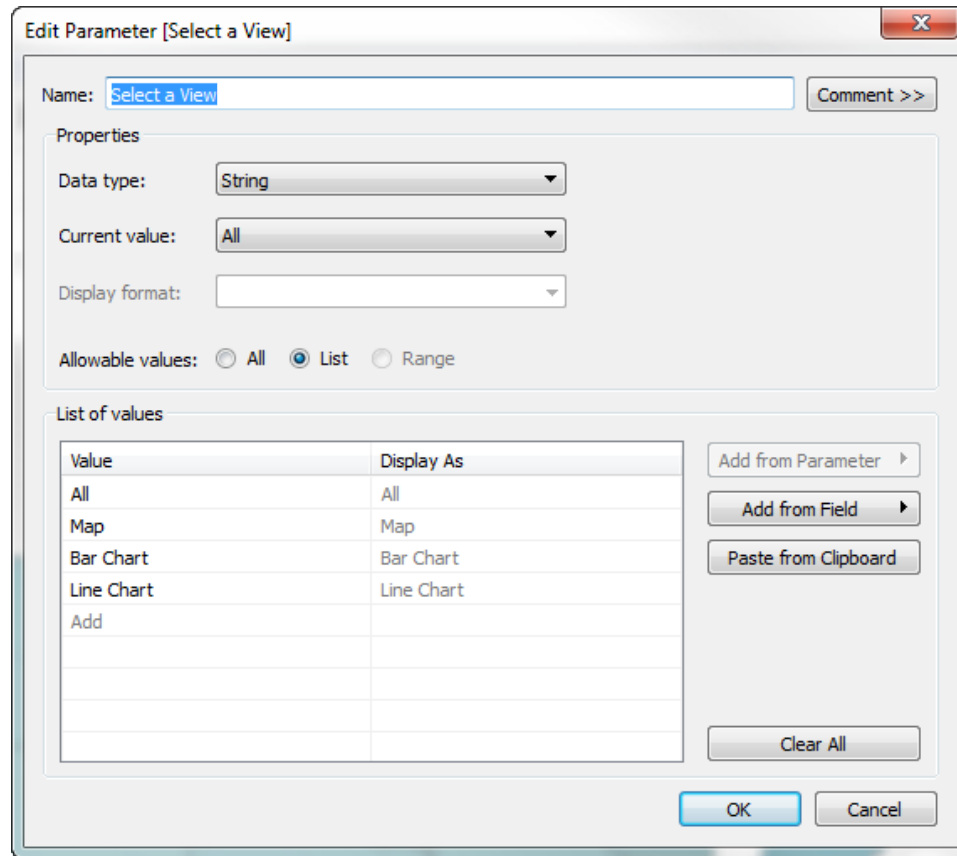 Edit Parameter [Select a View]
Name: Select a View Comment >>
Properties
Data type: String
Current value: All
Display format:
Allowable values: All List Range
List of values
Value Display As Add from Parameter
All All
Add from Field
Map Map
Bar Chart Bar Chart Paste from Clipboard
Line Chart Line Chart
Add
Clear All
OK Cancel